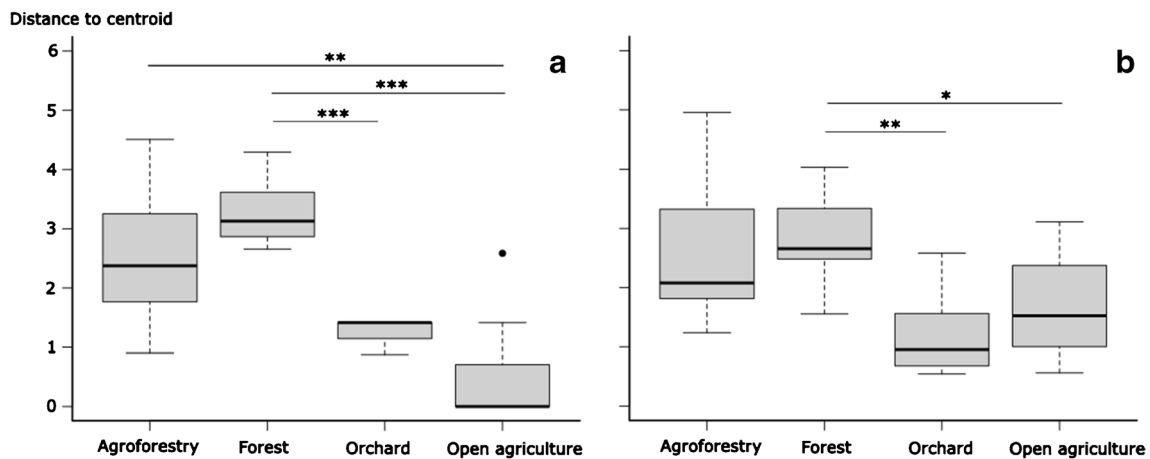 Distance to centroid
a
b
6
5
4
3
2
1
0
**
***
***
*
**
Agroforestry Forest Orchard Open agriculture
Agroforestry Forest Orchard Open agriculture